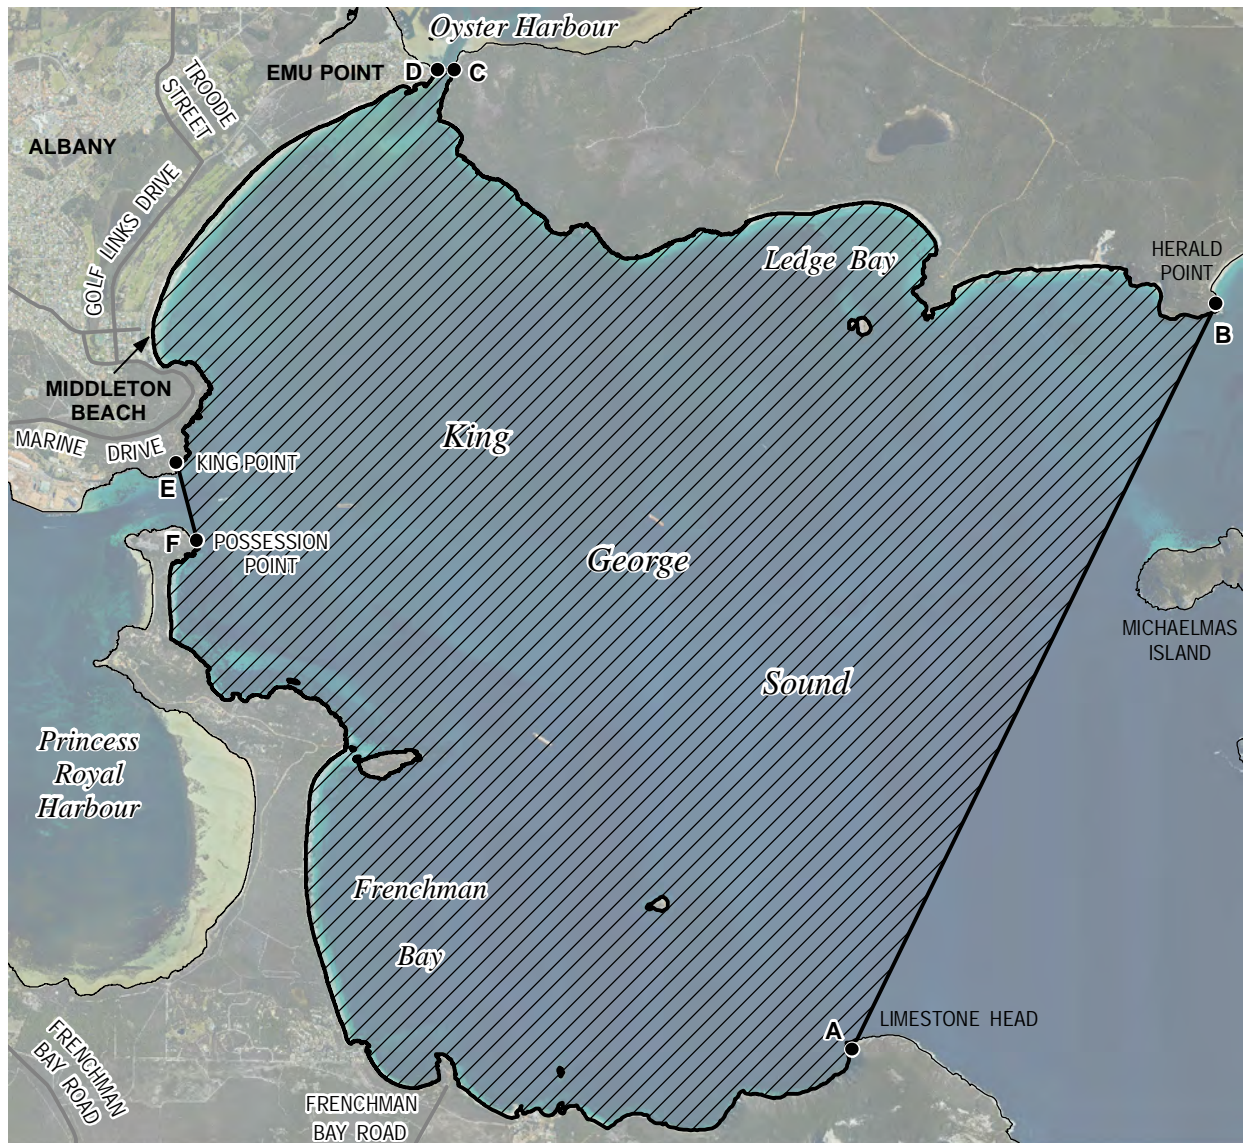 Oyster Harbour
EMU POINT
D
C
TROODE
STREET
ALBANY
GOLF LINKS DRIVE
Ledge Bay
HERALD
POINT
B
MIDDLETON
BEACH
MARINE DRIVE
King
KING POINT
E
F
POSSESSION
POINT
George
MICHAELMAS
ISLAND
Sound
Princess
Royal
Harbour
Frenchman
Bay
A
LIMESTONE HEAD
FRENCHMAN
BAY ROAD
FRENCHMAN
BAY ROAD